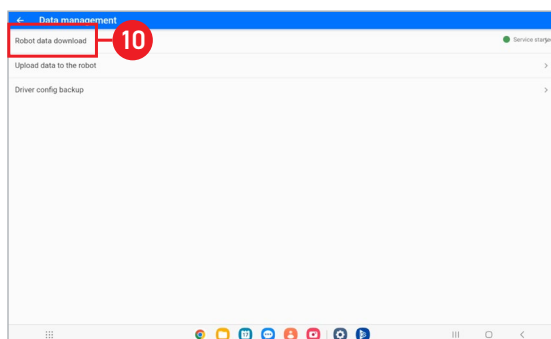 Data management
Robot data download
10
Service started
Upload data to the robot
Driver config backup